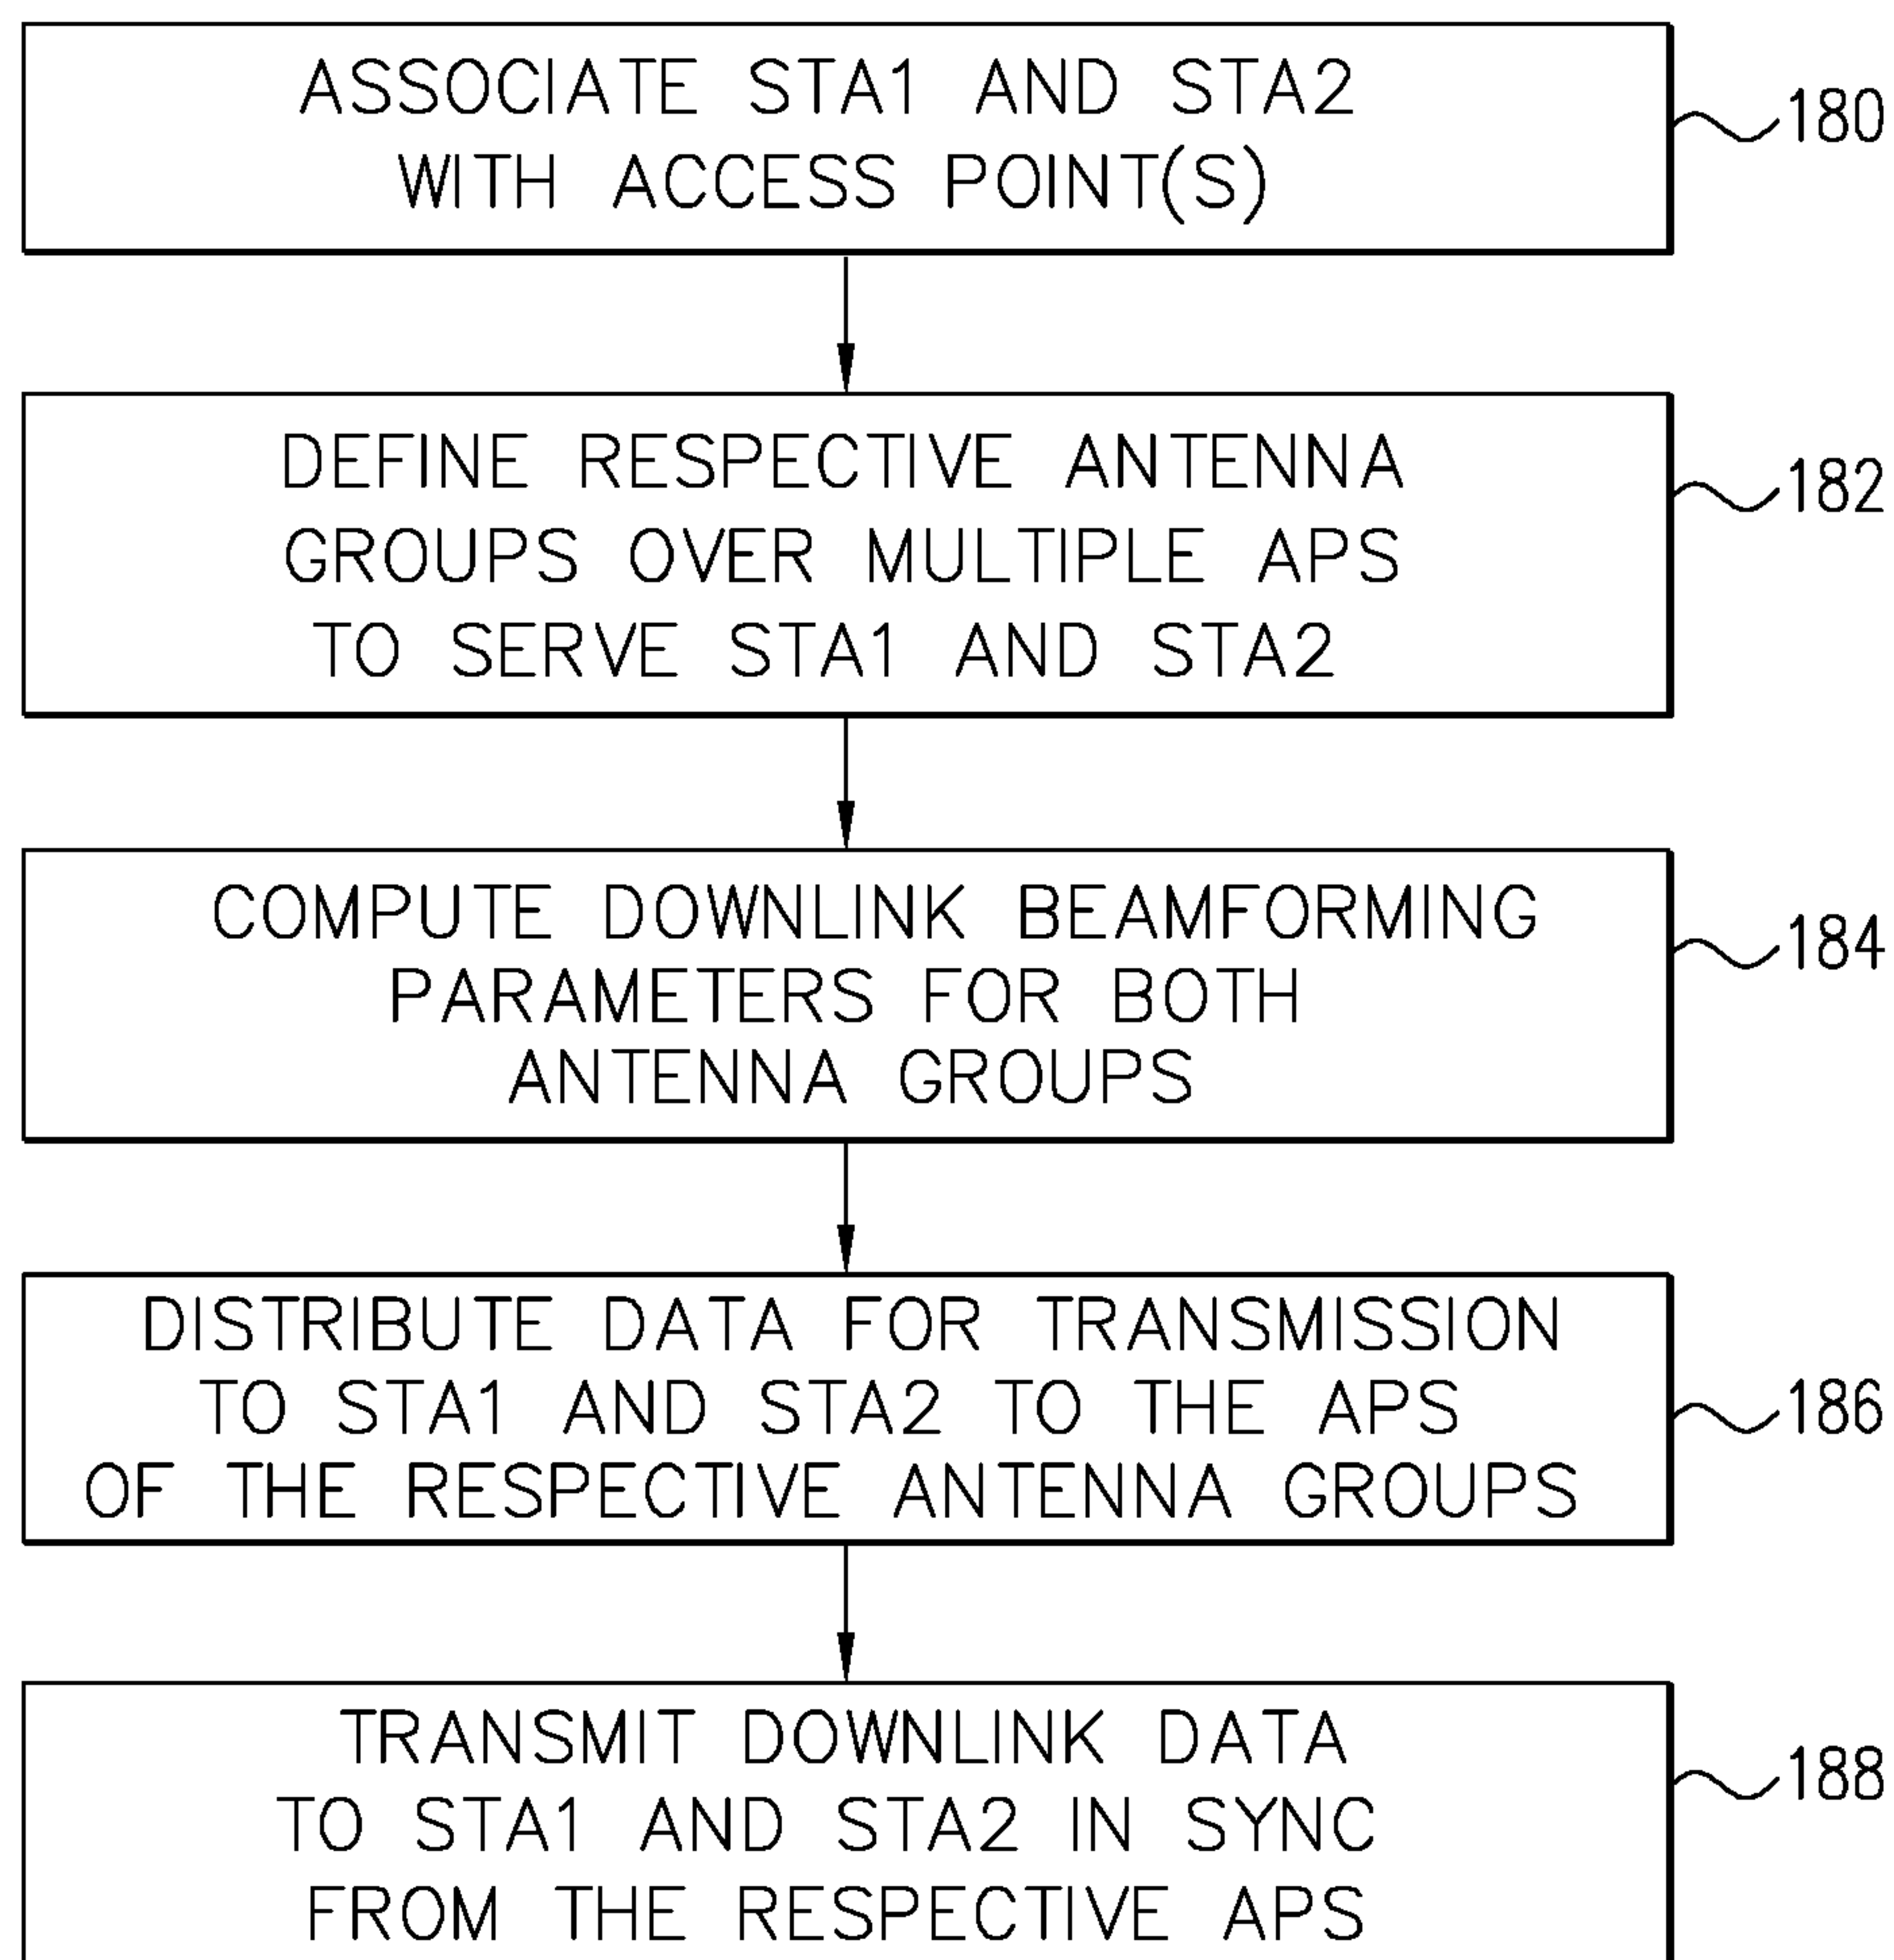 ASSOCIATE STA1 AND STA2
WITH ACCESS POINT(S)
180
DEFINE RESPECTIVE ANTENNA
GROUPS OVER MULTIPLE APS
TO SERVE STA1 AND STA2
182
COMPUTE DOWNLINK BEAMFORMING
PARAMETERS FOR BOTH
ANTENNA GROUPS
184
DISTRIBUTE DATA FOR TRANSMISSION
TO STA1 AND STA2 TO THE APS
OF THE RESPECTIVE ANTENNA GROUPS
186
TRANSMIT DOWNLINK DATA
TO STA1 AND STA2 IN SYNC
FROM THE RESPECTIVE APS
188